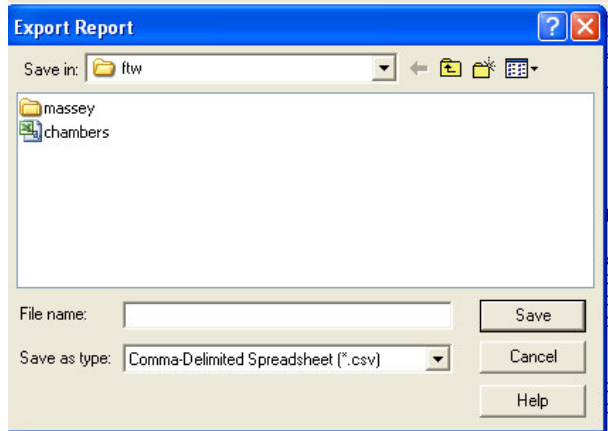 Export Report
Save in: ftw
massey
chambers
File name: Save
Save as type: Comma-Delimited Spreadsheet (*.csv) Cancel
Help